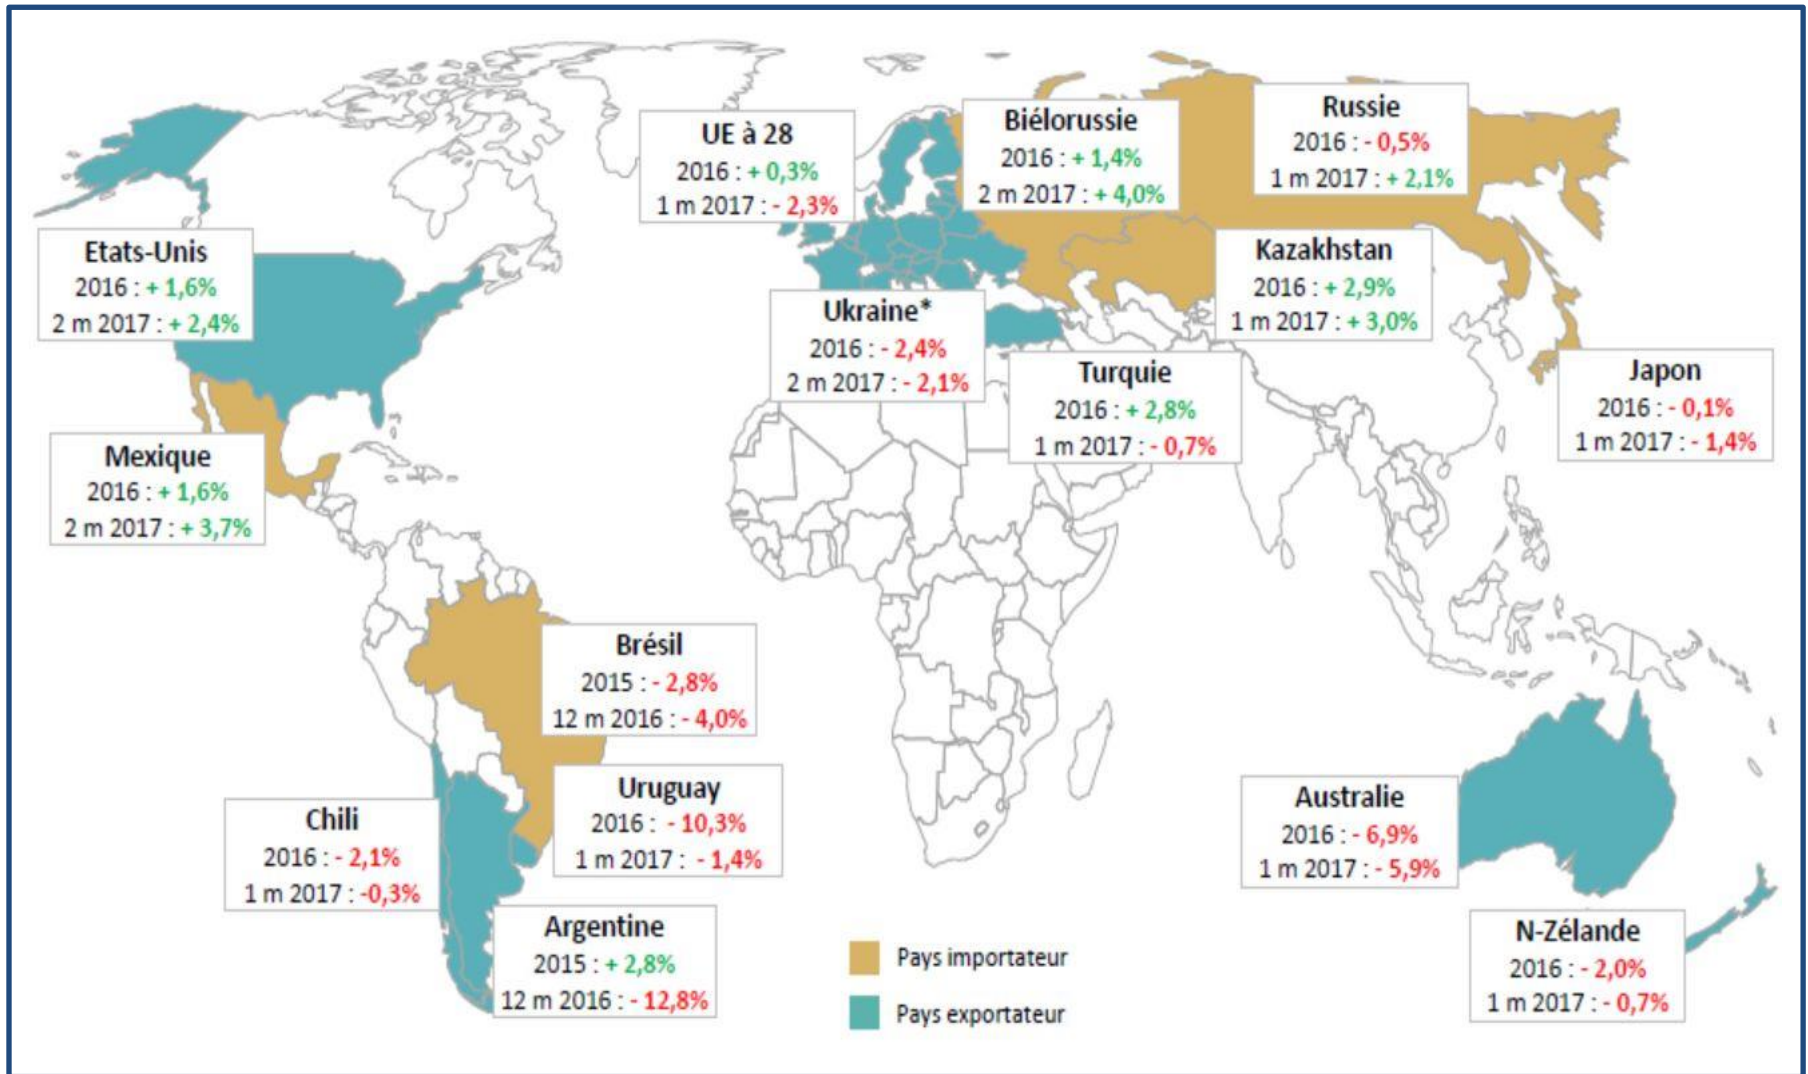 UE à 28
2016 : + 0,3%
1 m 2017 : - 2,3%
Biélorussie
2016 : + 1,4%
2 m 2017 : + 4,0%
Russie
2016 : - 0,5%
1 m 2017 : + 2,1%
Etats-Unis
2016 : + 1,6%
2 m 2017 : + 2,4%
Kazakhstan
2016 : + 2,9%
1 m 2017 : + 3,0%
Ukraine*
2016 : - 2,4%
2 m 2017 : - 2,1%
Turquie
2016 : + 2,8%
1 m 2017 : - 0,7%
Japon
2016 : - 0,1%
1 m 2017 : - 1,4%
Mexique
2016 : + 1,6%
2 m 2017 : + 3,7%
Brésil
2015 : - 2,8%
12 m 2016 : - 4,0%
Uruguay
2016 : - 10,3%
1 m 2017 : - 1,4%
Chili
2016 : - 2,1%
1 m 2017 : -0,3%
Argentine
2015 : + 2,8%
12 m 2016 : - 12,8%
Australie
2016 : - 6,9%
1 m 2017 : - 5,9%
N-Zélande
2016 : - 2,0%
1 m 2017 : - 0,7%
Pays importateur
Pays exportateur